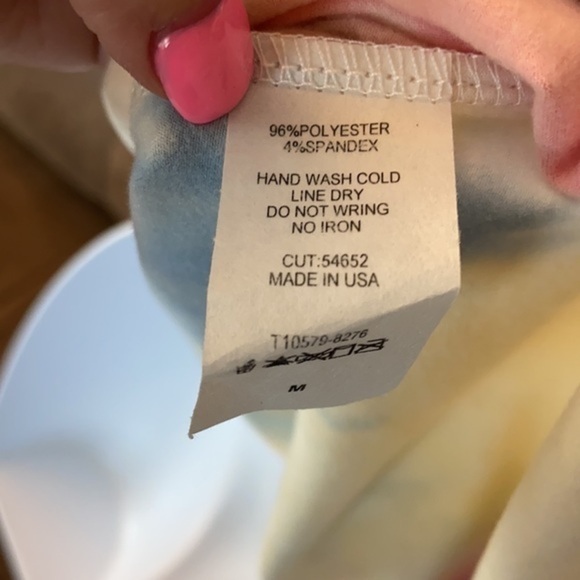 96%POLYESTER
4%SPANDEX
HAND WASH COLD
LINE DRY
DO NOT WRING
NO IRON
CUT:54652
MADE IN USA
T10579-8276
M